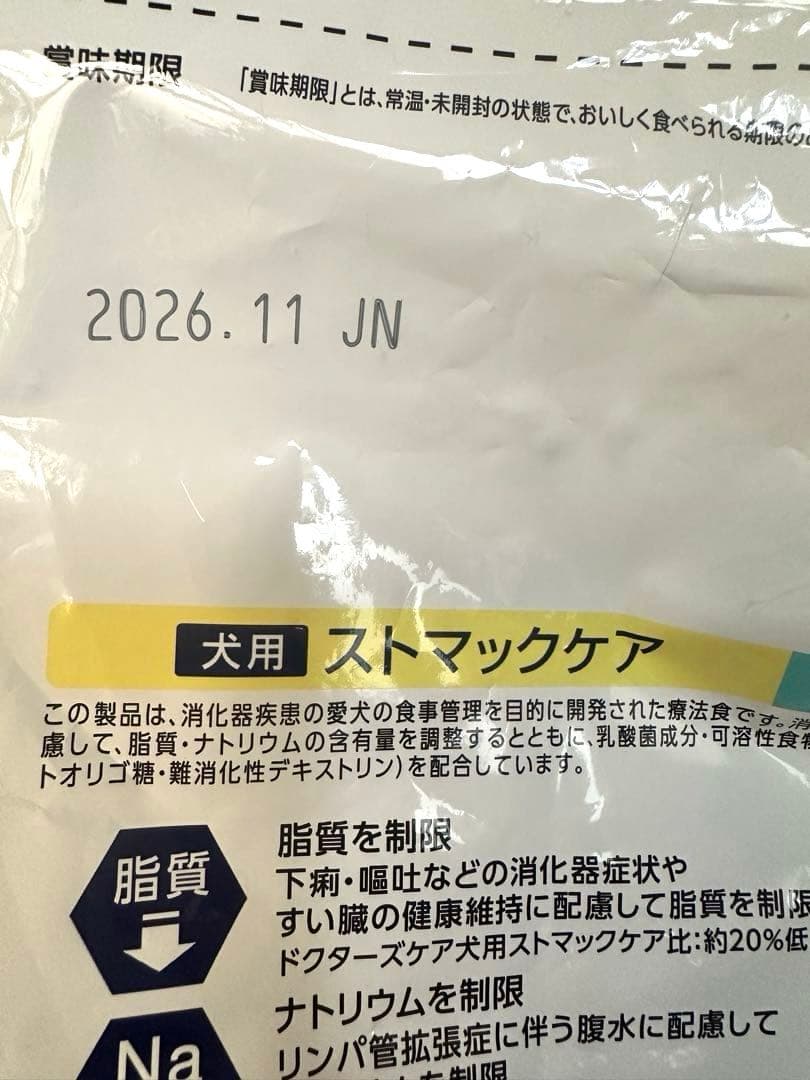 賞味期限
「賞味期限」とは、常温・未開封の状態で、おいしく食べられる期限の
2026.11 JN
犬用 ストマックケア
この製品は、消化器疾患の愛犬の食事管理を目的に開発された療法食です。消
慮して、脂質・ナトリウムの含有量を調整するとともに、乳酸菌成分・可溶性食物
トオリゴ糖・難消化性デキストリン)を配合しています。
脂質
脂質を制限
下痢・嘔吐などの消化器症状や
すい臓の健康維持に配慮して脂質を制限
ドクターズケア犬用ストマックケア比:約20%低
Na
ナトリウムを制限
リンパ管拡張症に伴う腹水に配慮して